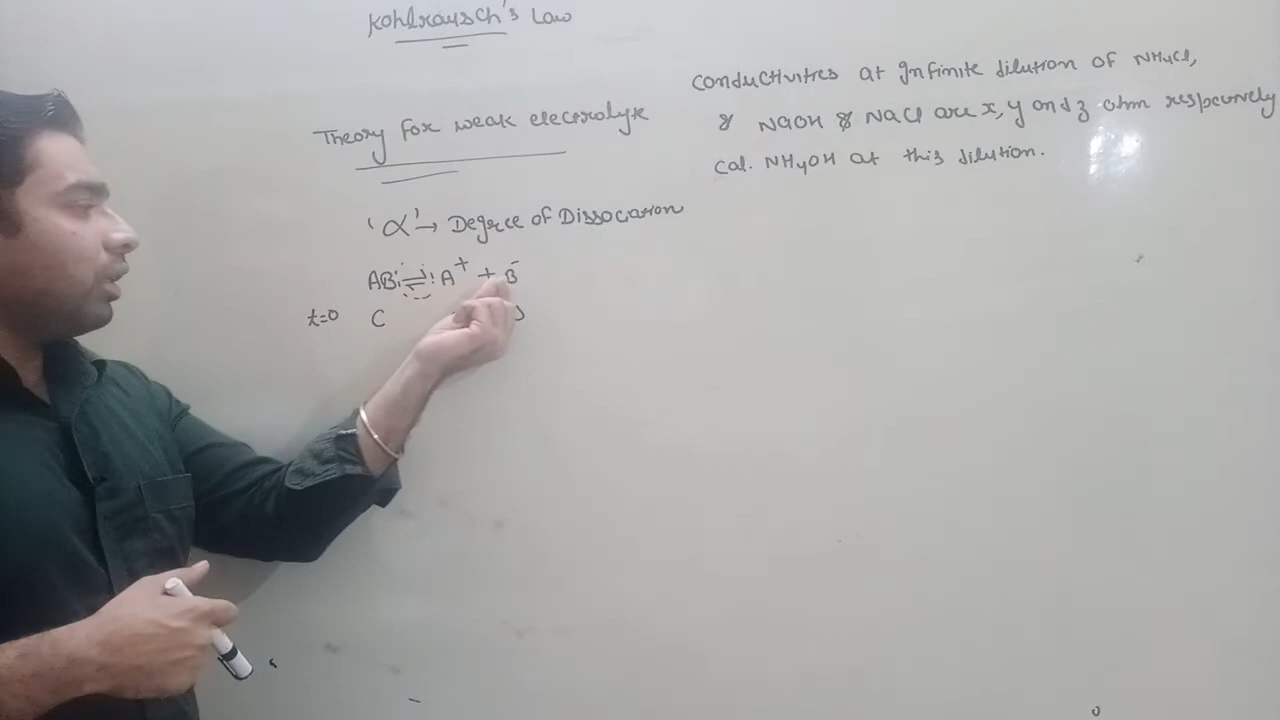 Kohlrausch's Law
Theory for weak electrolyte
'α' → Degree of Dissociation
AB ⇌ A⁺ + B⁻
t=0 C
conductivities at Infinite dilution of NH4Cl,
& NaOH & NaCl are x, y and z ohm respectively
Cal. NH4OH at this dilution.